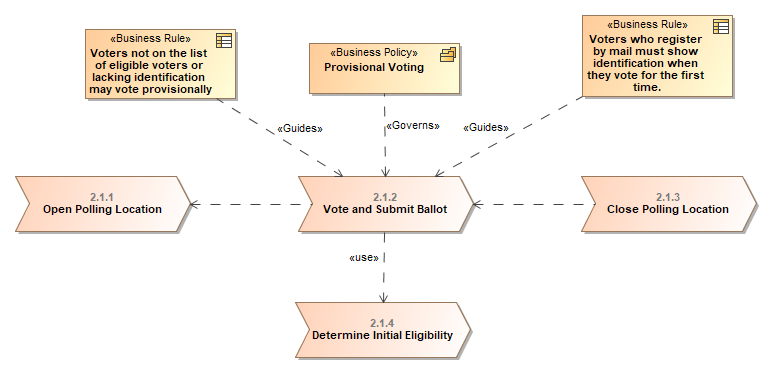 «Business Rule»
Voters not on the list
of eligible voters or
lacking identification
may vote provisionally
«Business Policy»
Provisional Voting
«Business Rule»
Voters who register
by mail must show
identification when
they vote for the first
time.
«Guides»
«Governs»
«Guides»
2.1.1
Open Polling Location
2.1.2
Vote and Submit Ballot
2.1.3
Close Polling Location
«use»
2.1.4
Determine Initial Eligibility